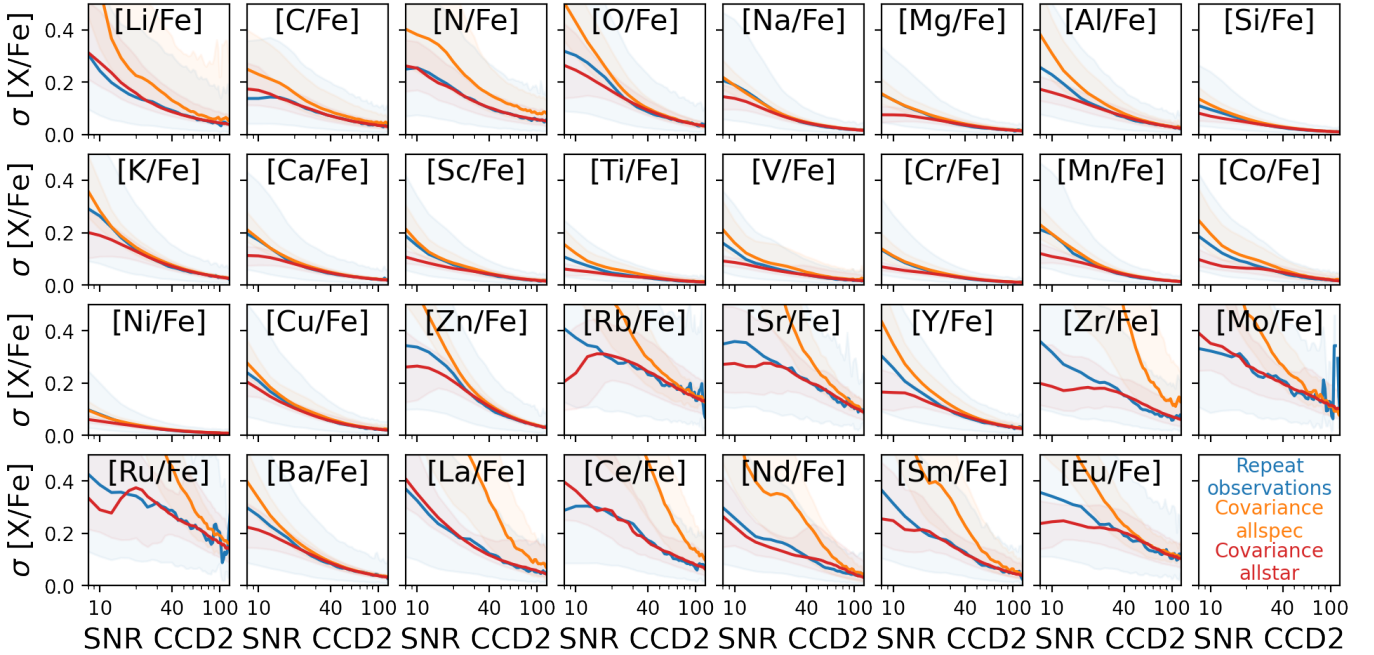 σ [X/Fe]
0.4
0.2
0.0
[Li/Fe]
[C/Fe]
[N/Fe]
[O/Fe]
[Na/Fe]
[Mg/Fe]
[Al/Fe]
[Si/Fe]
σ [X/Fe]
0.4
0.2
0.0
[K/Fe]
[Ca/Fe]
[Sc/Fe]
[Ti/Fe]
[V/Fe]
[Cr/Fe]
[Mn/Fe]
[Co/Fe]
σ [X/Fe]
0.4
0.2
0.0
[Ni/Fe]
[Cu/Fe]
[Zn/Fe]
[Rb/Fe]
[Sr/Fe]
[Y/Fe]
[Zr/Fe]
[Mo/Fe]
σ [X/Fe]
0.4
0.2
0.0
[Ru/Fe]
[Ba/Fe]
[La/Fe]
[Ce/Fe]
[Nd/Fe]
[Sm/Fe]
[Eu/Fe]
Repeat
observations
Covariance
allspec
Covariance
allstar
10 40 100
10 40 100
10 40 100
10 40 100
10 40 100
10 40 100
10 40 100
10 40 100
SNR CCD2
SNR CCD2
SNR CCD2
SNR CCD2
SNR CCD2
SNR CCD2
SNR CCD2
SNR CCD2